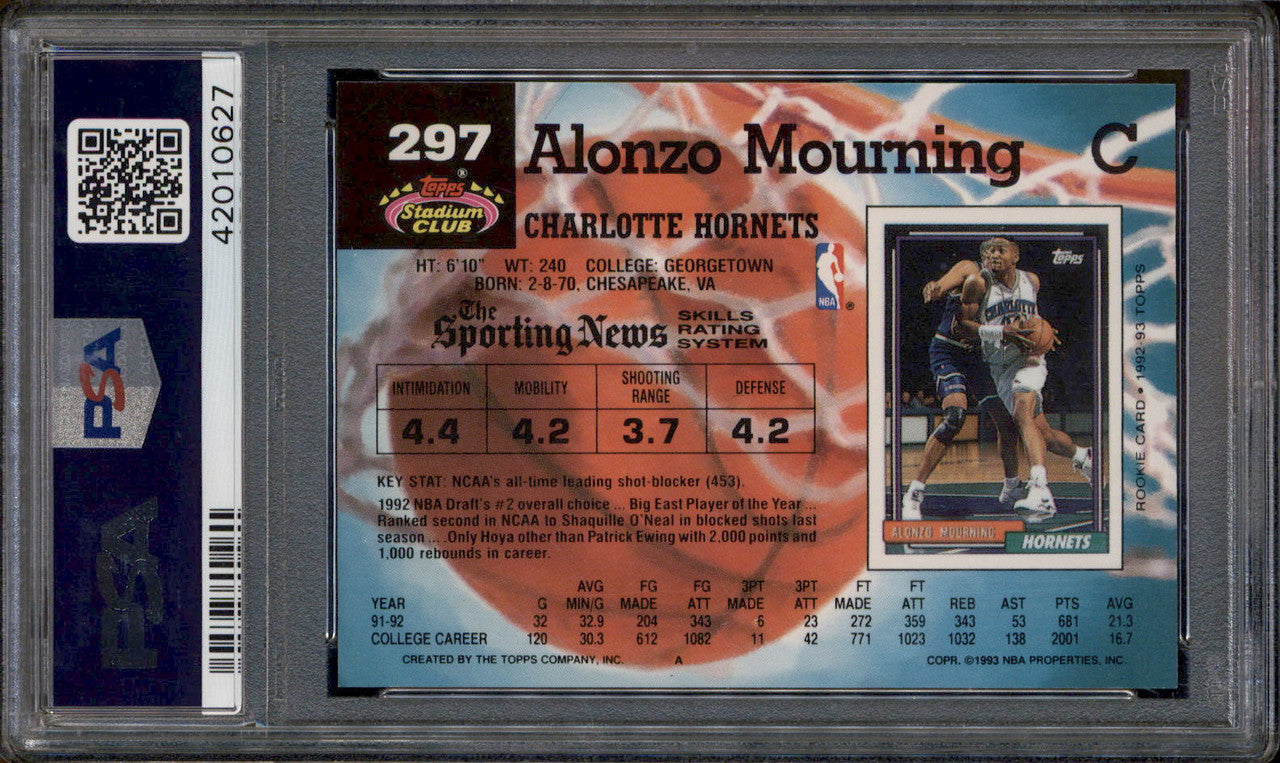 42010627
PSA
PSA
297
Alonzo Mourning C
Topps ®
Stadium
CLUB
CHARLOTTE HORNETS
HT: 6'10" WT: 240 COLLEGE: GEORGETOWN
BORN: 2-8-70, CHESAPEAKE, VA
NBA ®
The
Sporting News
SKILLS
RATING
SYSTEM
INTIMIDATION MOBILITY SHOOTING RANGE DEFENSE
4.4 4.2 3.7 4.2
KEY STAT: NCAA's all-time leading shot-blocker (453).
1992 NBA Draft's #2 overall choice ... Big East Player of the Year ...
Ranked second in NCAA to Shaquille O'Neal in blocked shots last
season ... .Only Hoya other than Patrick Ewing with 2,000 points and
1,000 rebounds in career.
Topps
CHARLOTTE
ALONZO MOURNING
HORNETS
ROOKIE CARD • 1992-93 TOPPS
AVG FG FG 3PT 3PT FT FT
YEAR G MIN/G MADE ATT MADE ATT MADE ATT REB AST PTS AVG
91-92 32 32.9 204 343 6 23 272 359 343 53 681 21.3
COLLEGE CAREER 120 30.3 612 1082 11 42 771 1023 1032 138 2001 16.7
CREATED BY THE TOPPS COMPANY, INC. A COPR. ©1993 NBA PROPERTIES, INC.